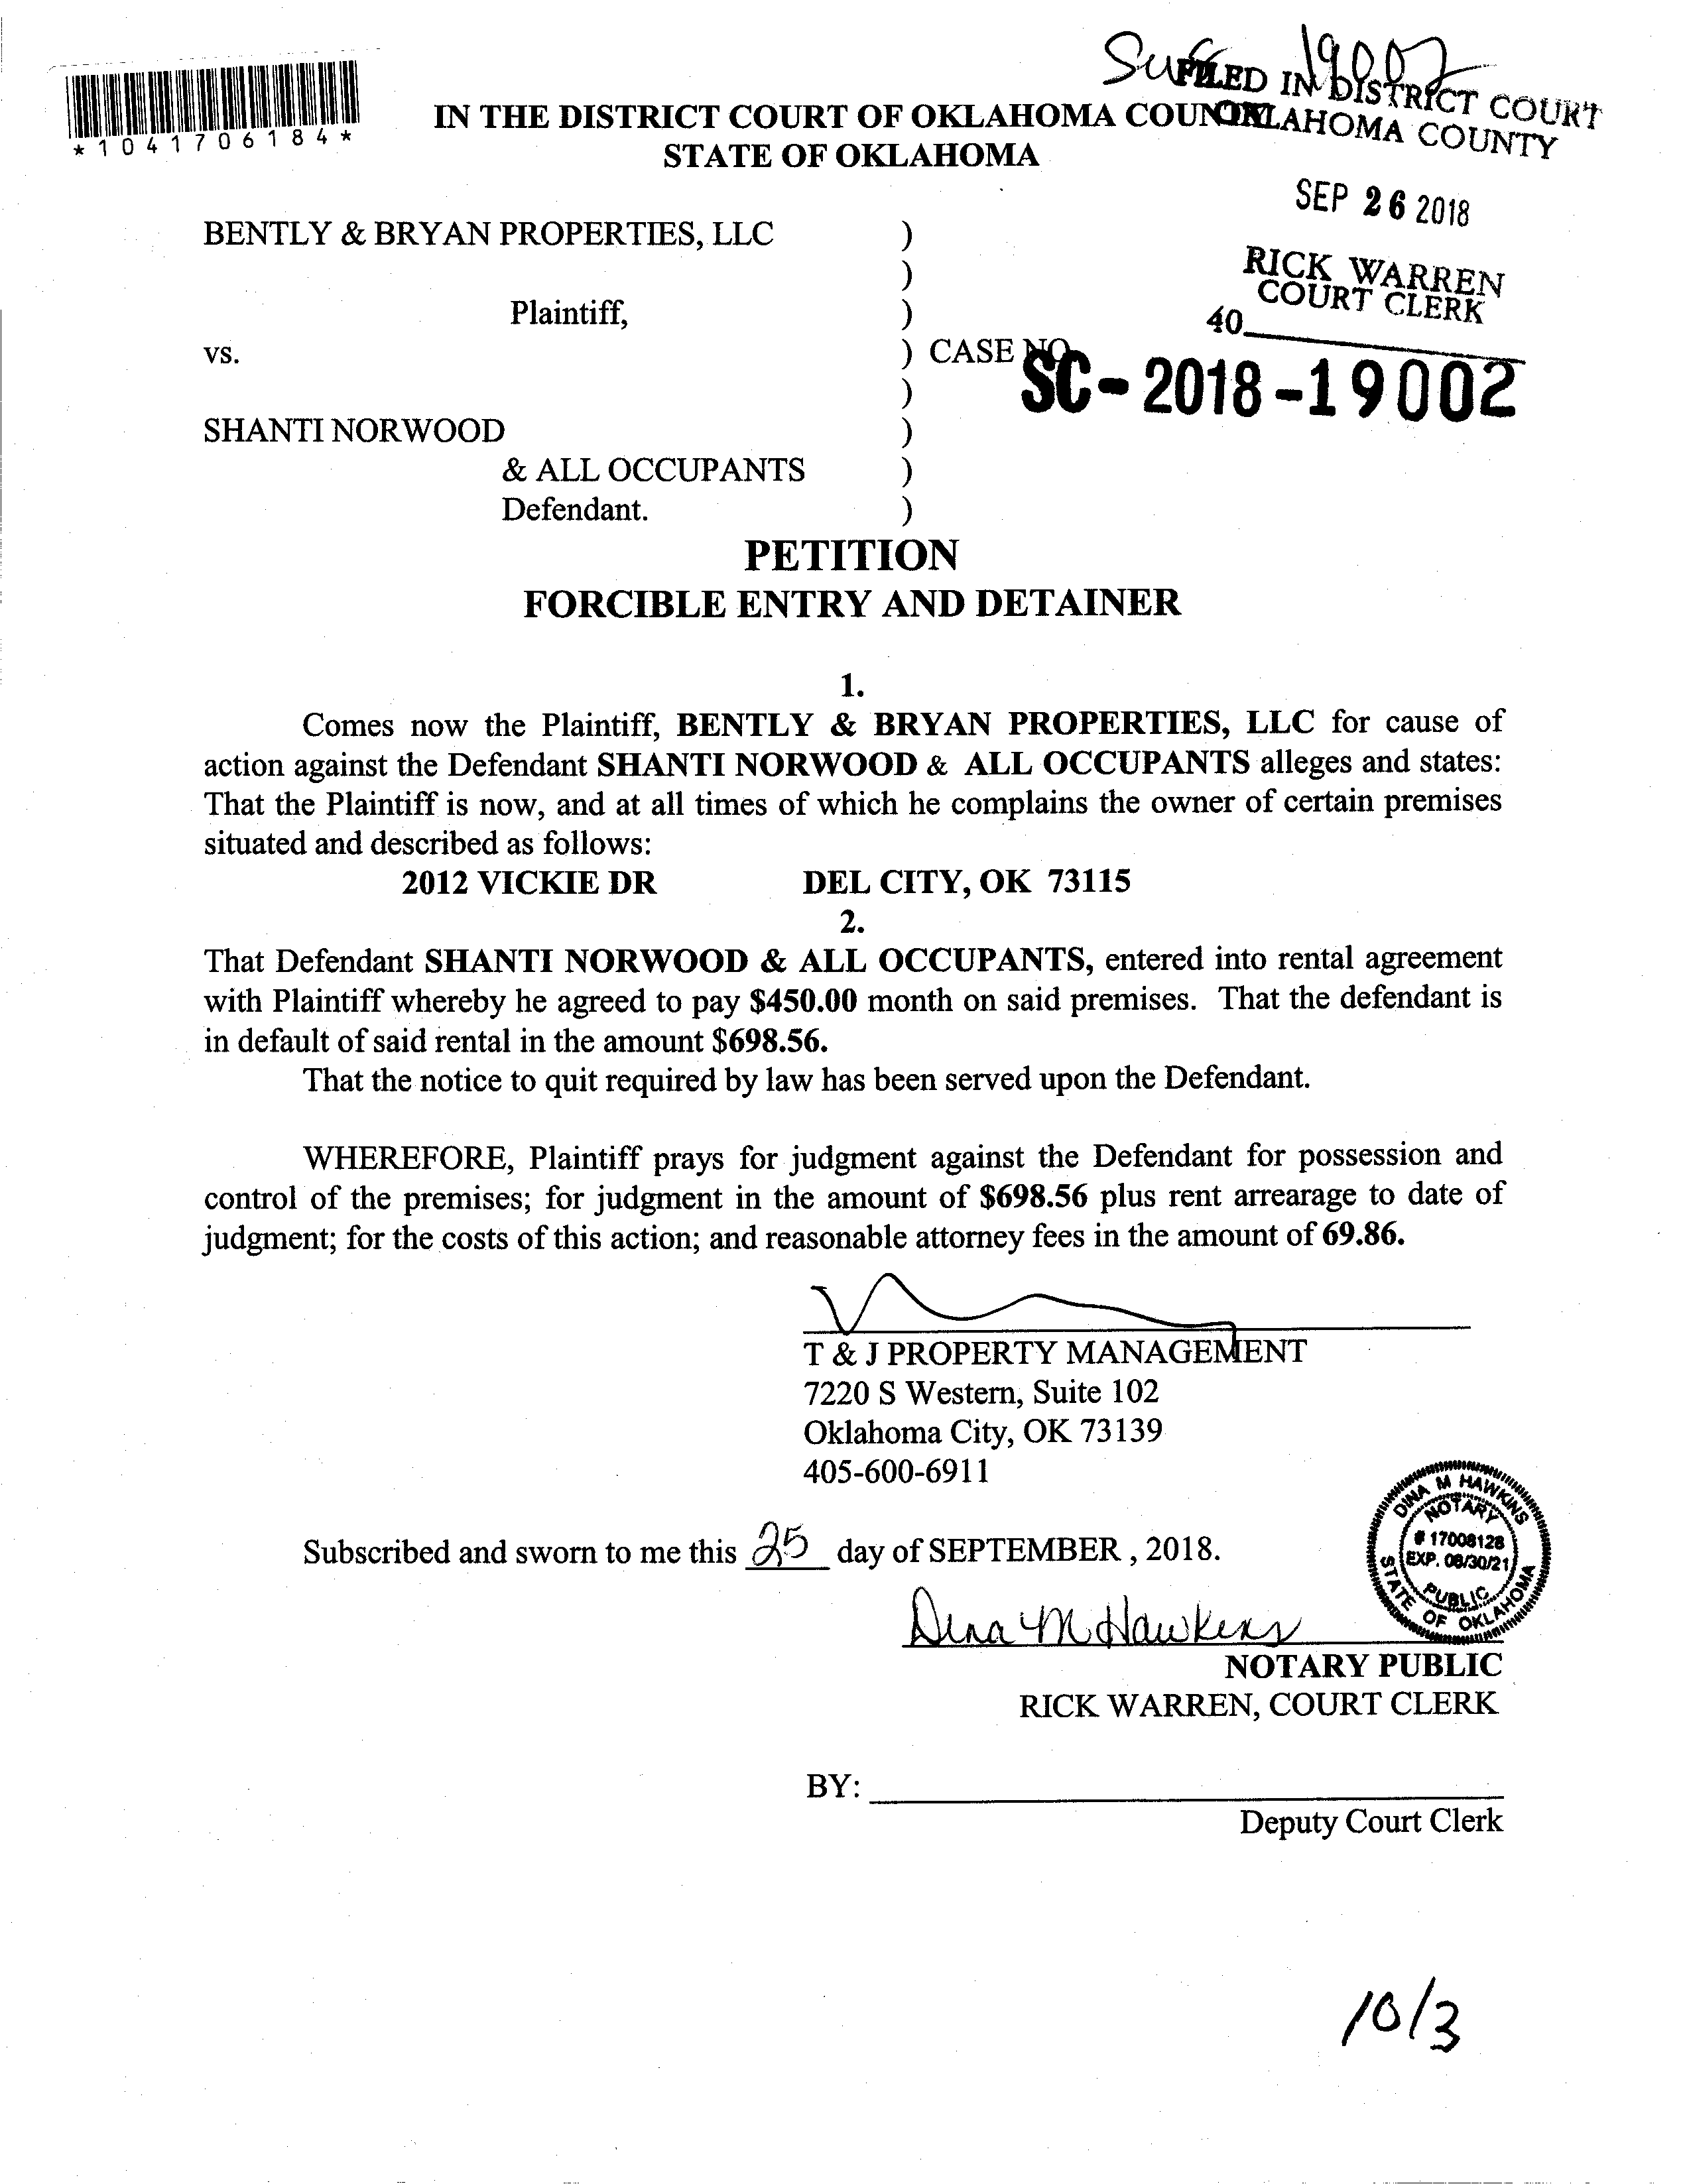 19002
FILED IN DISTRICT COURT
OKLAHOMA COUNTY
*1041706184*
IN THE DISTRICT COURT OF OKLAHOMA COUNTY
STATE OF OKLAHOMA
SEP 26 2018
RICK WARREN
COURT CLERK
40
BENTLY & BRYAN PROPERTIES, LLC )
)
Plaintiff, )
vs. ) CASE NO.
SC-2018-19002
)
SHANTI NORWOOD )
& ALL OCCUPANTS )
Defendant. )
PETITION
FORCIBLE ENTRY AND DETAINER
1.
Comes now the Plaintiff, BENTLY & BRYAN PROPERTIES, LLC for cause of
action against the Defendant SHANTI NORWOOD & ALL OCCUPANTS alleges and states:
That the Plaintiff is now, and at all times of which he complains the owner of certain premises
situated and described as follows:
2012 VICKIE DR DEL CITY, OK 73115
2.
That Defendant SHANTI NORWOOD & ALL OCCUPANTS, entered into rental agreement
with Plaintiff whereby he agreed to pay $450.00 month on said premises. That the defendant is
in default of said rental in the amount $698.56.
That the notice to quit required by law has been served upon the Defendant.
WHEREFORE, Plaintiff prays for judgment against the Defendant for possession and
control of the premises; for judgment in the amount of $698.56 plus rent arrearage to date of
judgment; for the costs of this action; and reasonable attorney fees in the amount of 69.86.
T & J PROPERTY MANAGEMENT
7220 S Western, Suite 102
Oklahoma City, OK 73139
405-600-6911
Subscribed and sworn to me this 25 day of SEPTEMBER , 2018.
DINA M HAWKINS
NOTARY
# 17008128
EXP. 08/30/21
PUBLIC
STATE OF OKLAHOMA
Dina M Hawkins
NOTARY PUBLIC
RICK WARREN, COURT CLERK
BY:
Deputy Court Clerk
10/3